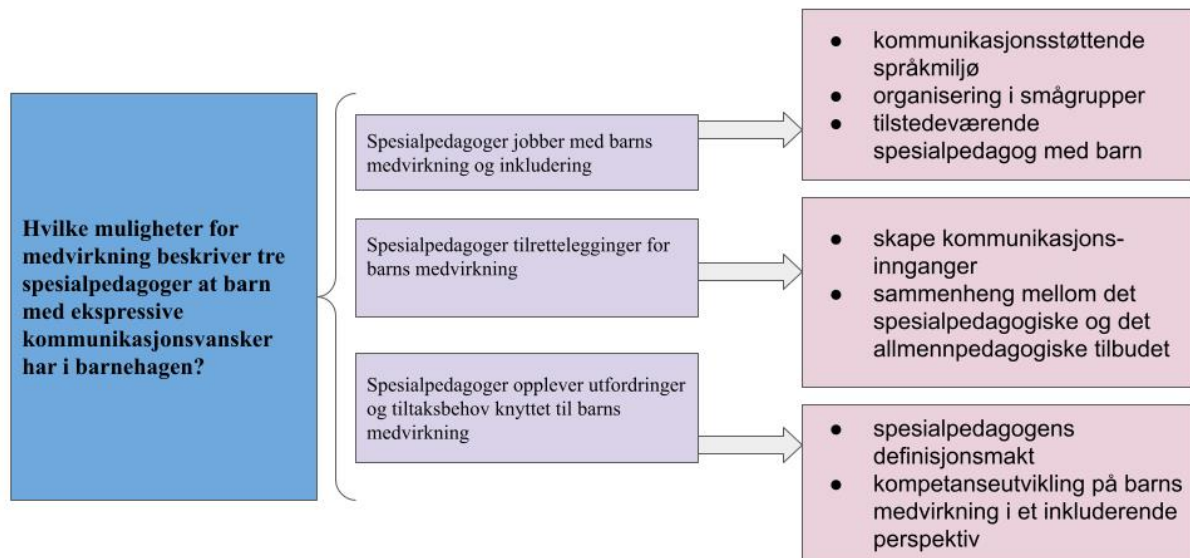 Hvilke muligheter for
medvirkning beskriver tre
spesialpedagoger at barn
med ekspressive
kommunikasjonsvansker
har i barnehagen?
Spesialpedagoger jobber med barns
medvirkning og inkludering
● kommunikasjonsstøttende
språkmiljø
● organisering i smågrupper
● tilstedeværende
spesialpedagog med barn
Spesialpedagoger tilrettelegginger for
barns medvirkning
● skape kommunikasjons-
innganger
● sammenheng mellom det
spesialpedagogiske og det
allmennpedagogiske tilbudet
Spesialpedagoger opplever utfordringer
og tiltaksbehov knyttet til barns
medvirkning
● spesialpedagogens
definisjonsmakt
● kompetanseutvikling på barns
medvirkning i et inkluderende
perspektiv